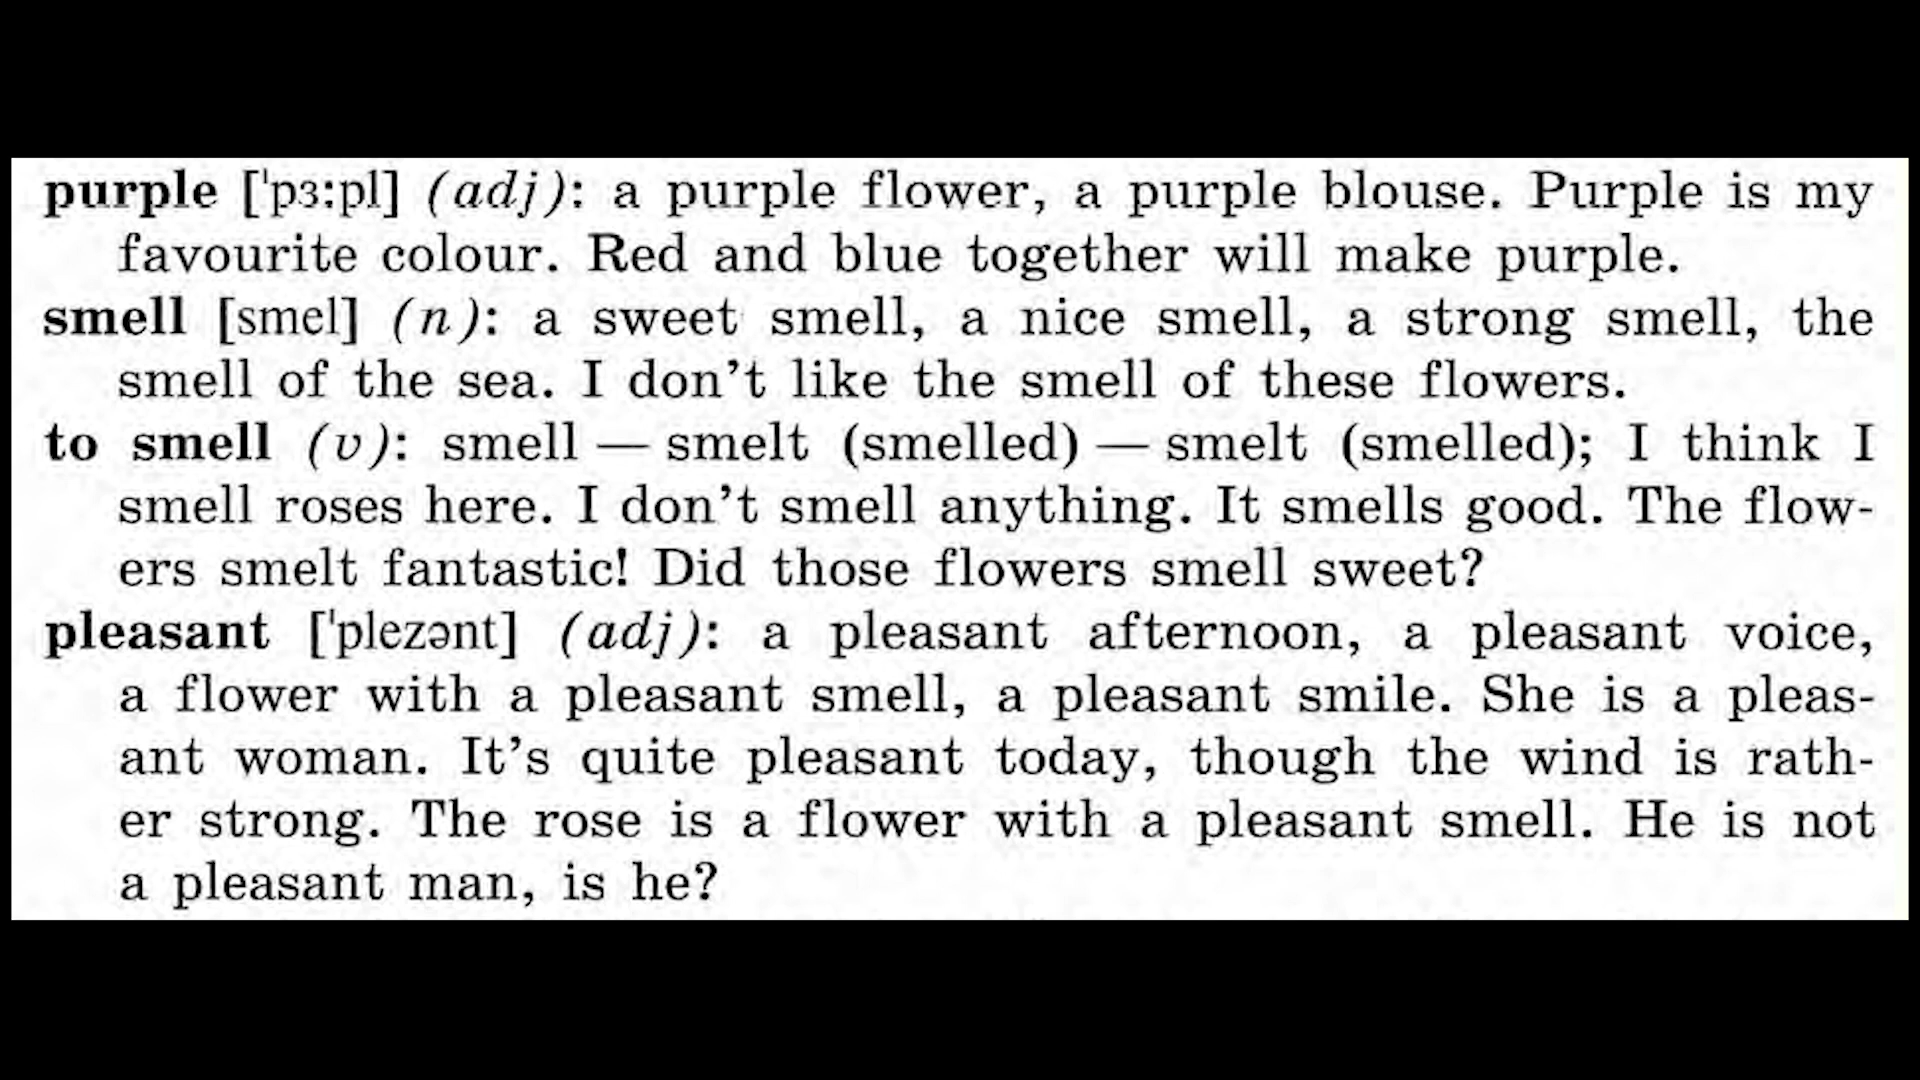 purple [ˈpɜ:pl] (adj): a purple flower, a purple blouse. Purple is my
favourite colour. Red and blue together will make purple.
smell [smel] (n): a sweet smell, a nice smell, a strong smell, the
smell of the sea. I don’t like the smell of these flowers.
to smell (v): smell — smelt (smelled) — smelt (smelled); I think I
smell roses here. I don’t smell anything. It smells good. The flow-
ers smelt fantastic! Did those flowers smell sweet?
pleasant [ˈplezənt] (adj): a pleasant afternoon, a pleasant voice,
a flower with a pleasant smell, a pleasant smile. She is a pleas-
ant woman. It’s quite pleasant today, though the wind is rath-
er strong. The rose is a flower with a pleasant smell. He is not
a pleasant man, is he?